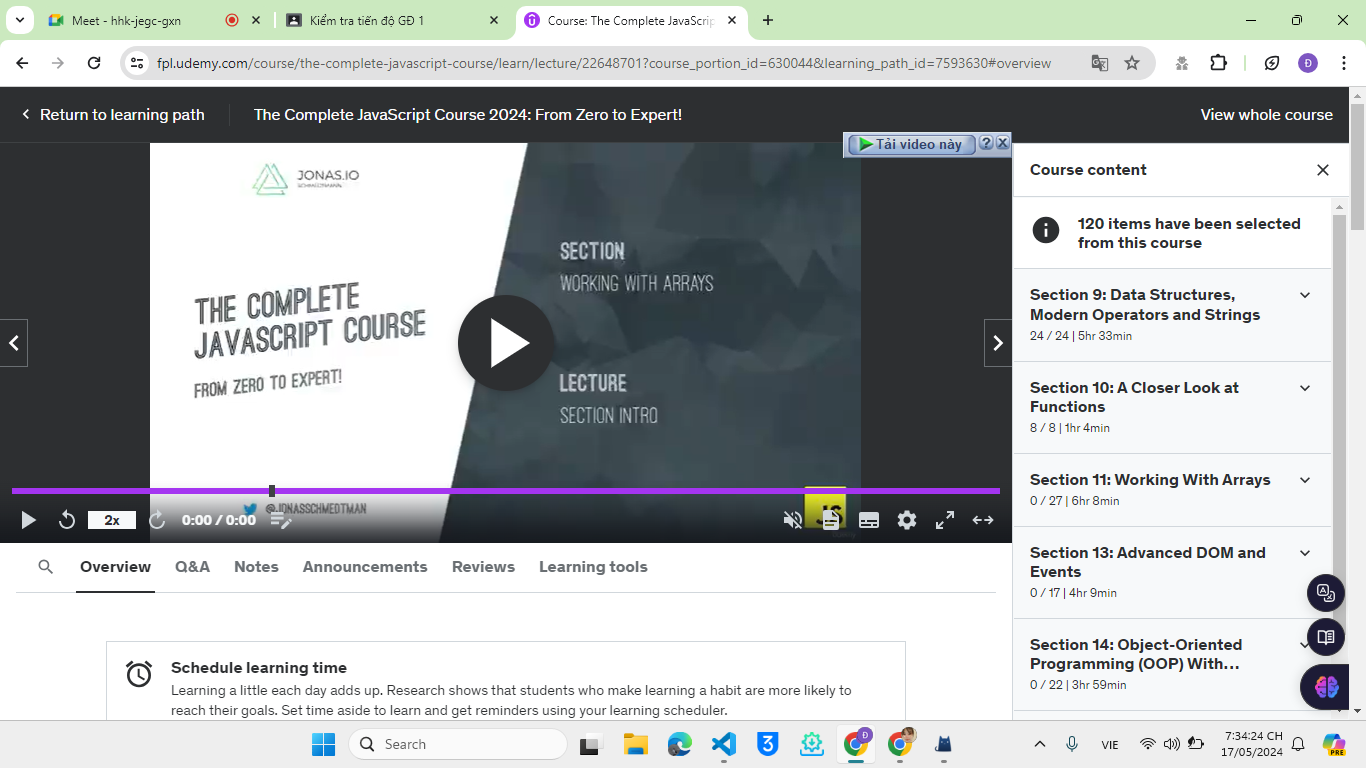 Meet - hhk-jegc-gxn
Kiểm tra tiến độ GĐ 1
Course: The Complete JavaScrip
fpl.udemy.com/course/the-complete-javascript-course/learn/lecture/22648701?course_portion_id=630044&learning_path_id=7593630#overview
Đ
Return to learning path
The Complete JavaScript Course 2024: From Zero to Expert!
View whole course
Tải video này
?
JONAS.IO
SCHMEDTMANN
SECTION
WORKING WITH ARRAYS
THE COMPLETE
JAVASCRIPT COURSE
FROM ZERO TO EXPERT!
LECTURE
SECTION INTRO
@JONASSCHMEDTMAN
JS
2x
0:00 / 0:00
Course content
120 items have been selected
from this course
Section 9: Data Structures,
Modern Operators and Strings
24 / 24 | 5hr 33min
Section 10: A Closer Look at
Functions
8 / 8 | 1hr 4min
Section 11: Working With Arrays
0 / 27 | 6hr 8min
Section 13: Advanced DOM and
Events
0 / 17 | 4hr 9min
Section 14: Object-Oriented
Programming (OOP) With...
0 / 22 | 3hr 59min
Overview
Q&A
Notes
Announcements
Reviews
Learning tools
Schedule learning time
Learning a little each day adds up. Research shows that students who make learning a habit are more likely to
reach their goals. Set time aside to learn and get reminders using your learning scheduler.
Search
Đ
VIE
7:34:24 CH
17/05/2024
PRE